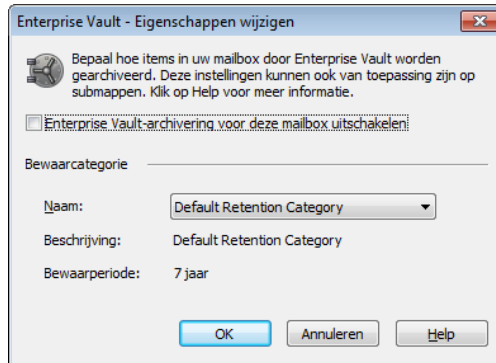 Enterprise Vault - Eigenschappen wijzigen
Bepaal hoe items in uw mailbox door Enterprise Vault worden
gearchiveerd. Deze instellingen kunnen ook van toepassing zijn op
submappen. Klik op Help voor meer informatie.
Enterprise Vault-archivering voor deze mailbox uitschakelen
Bewaarcategorie
Naam: Default Retention Category
Beschrijving: Default Retention Category
Bewaarperiode: 7 jaar
OK Annuleren Help